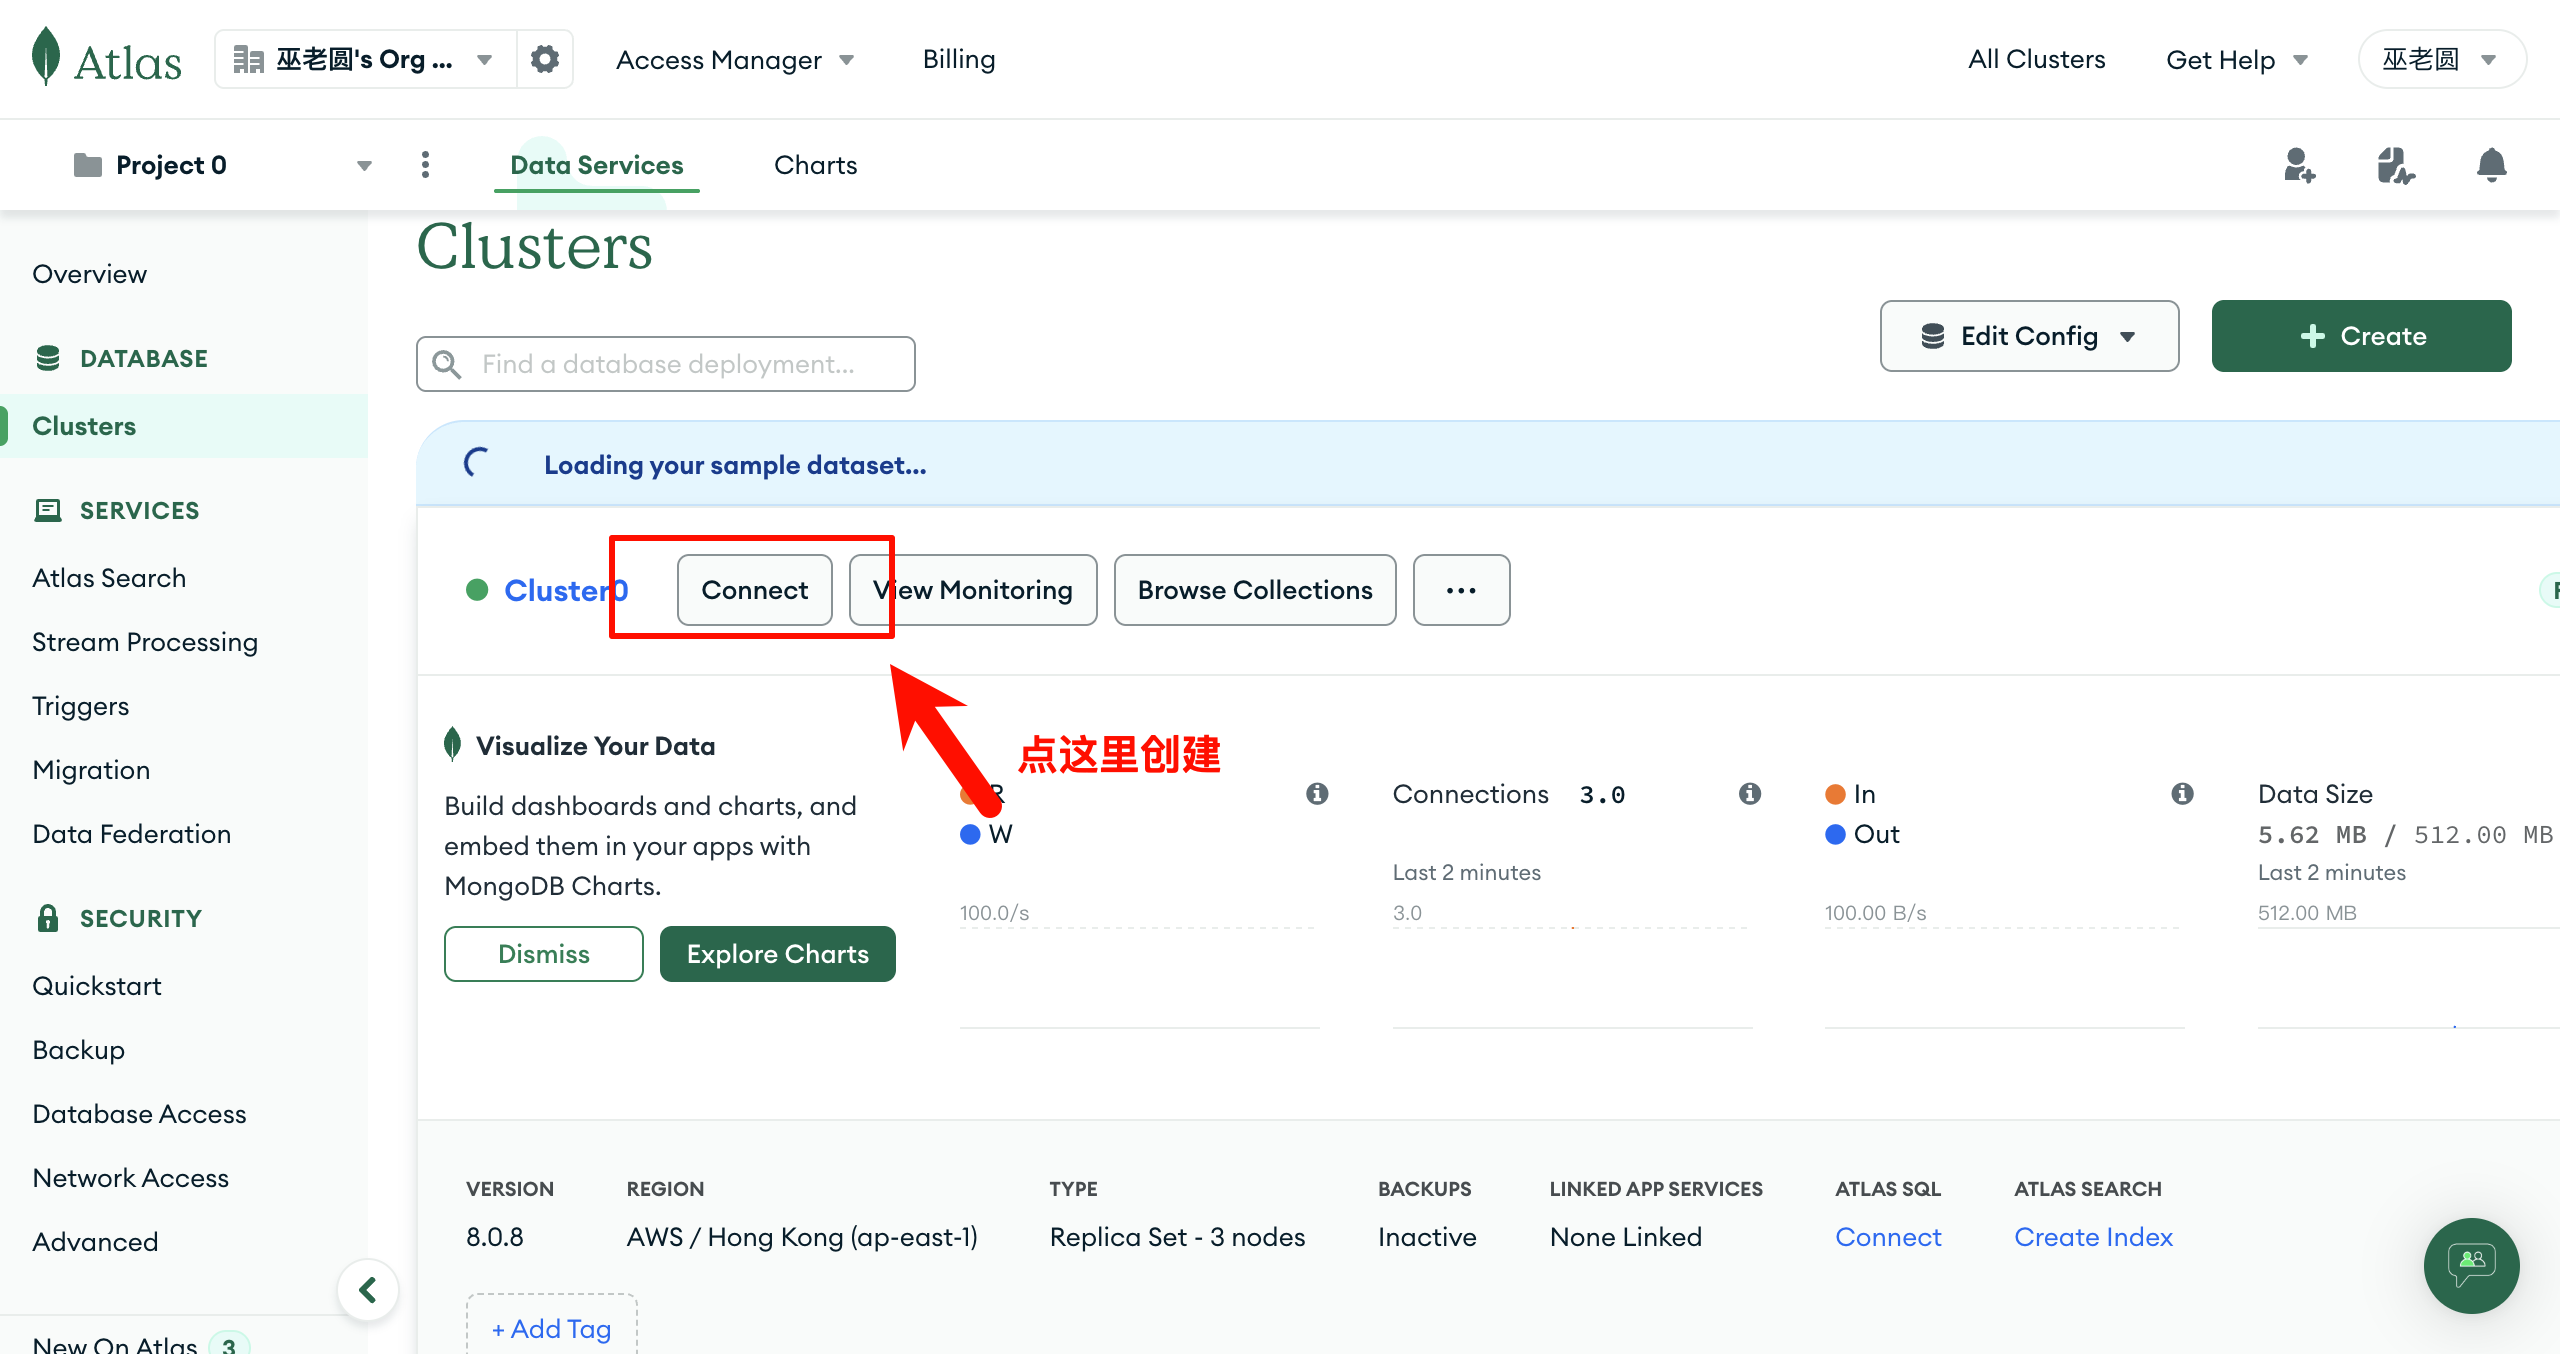 Atlas
巫老圆's Org ...
Access Manager
Billing
All Clusters
Get Help
巫老圆
Project 0
Data Services
Charts
Overview
DATABASE
Clusters
SERVICES
Atlas Search
Stream Processing
Triggers
Migration
Data Federation
SECURITY
Quickstart
Backup
Database Access
Network Access
Advanced
New On Atlas 3
Clusters
Find a database deployment...
Edit Config
+ Create
Loading your sample dataset...
Cluster0
Connect
View Monitoring
Browse Collections
...
点这里创建
Visualize Your Data
Build dashboards and charts, and
embed them in your apps with
MongoDB Charts.
Dismiss
Explore Charts
R
W
100.0/s
Connections 3.0
Last 2 minutes
3.0
In
Out
100.00 B/s
Data Size
5.62 MB / 512.00 MB
Last 2 minutes
512.00 MB
VERSION
8.0.8
REGION
AWS / Hong Kong (ap-east-1)
TYPE
Replica Set - 3 nodes
BACKUPS
Inactive
LINKED APP SERVICES
None Linked
ATLAS SQL
Connect
ATLAS SEARCH
Create Index
+ Add Tag